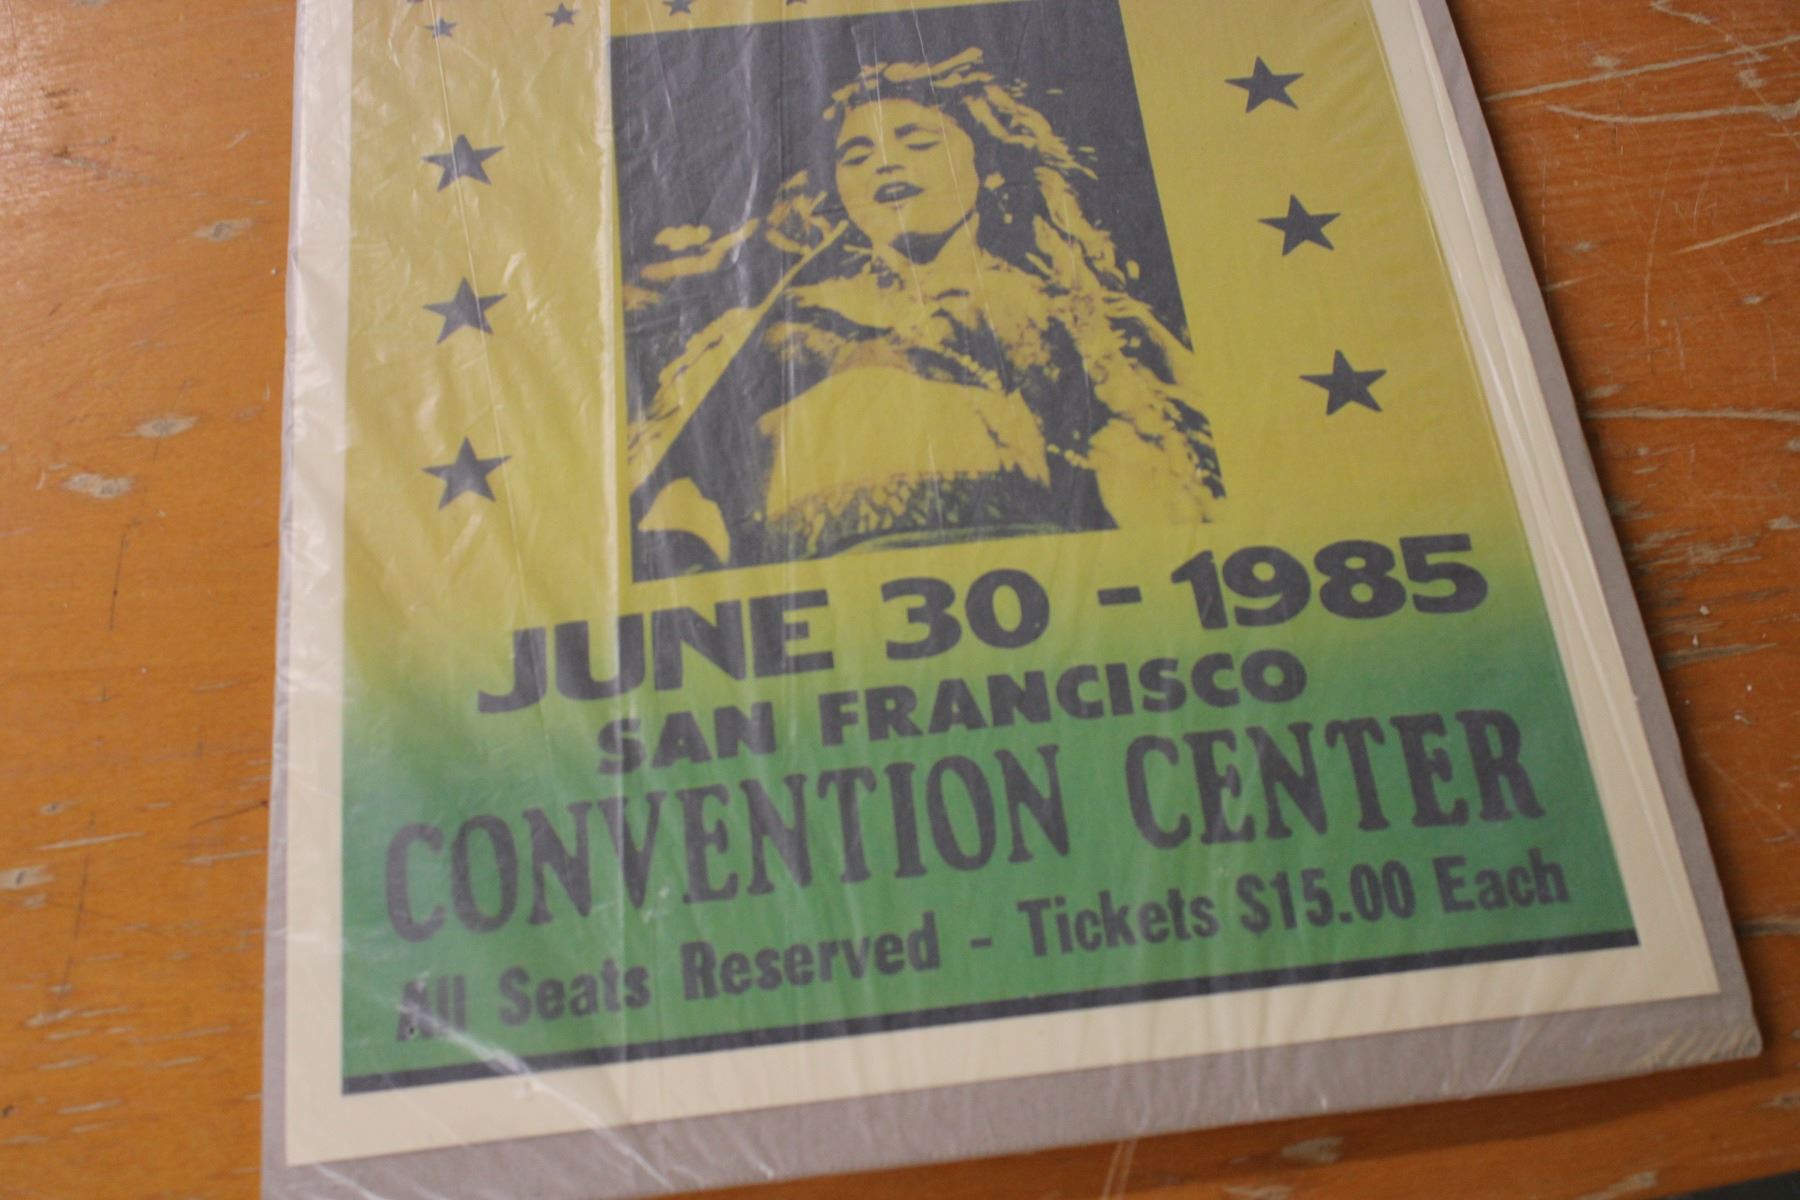 JUNE 30 - 1985
SAN FRANCISCO
CONVENTION CENTER
All Seats Reserved - Tickets $15.00 Each